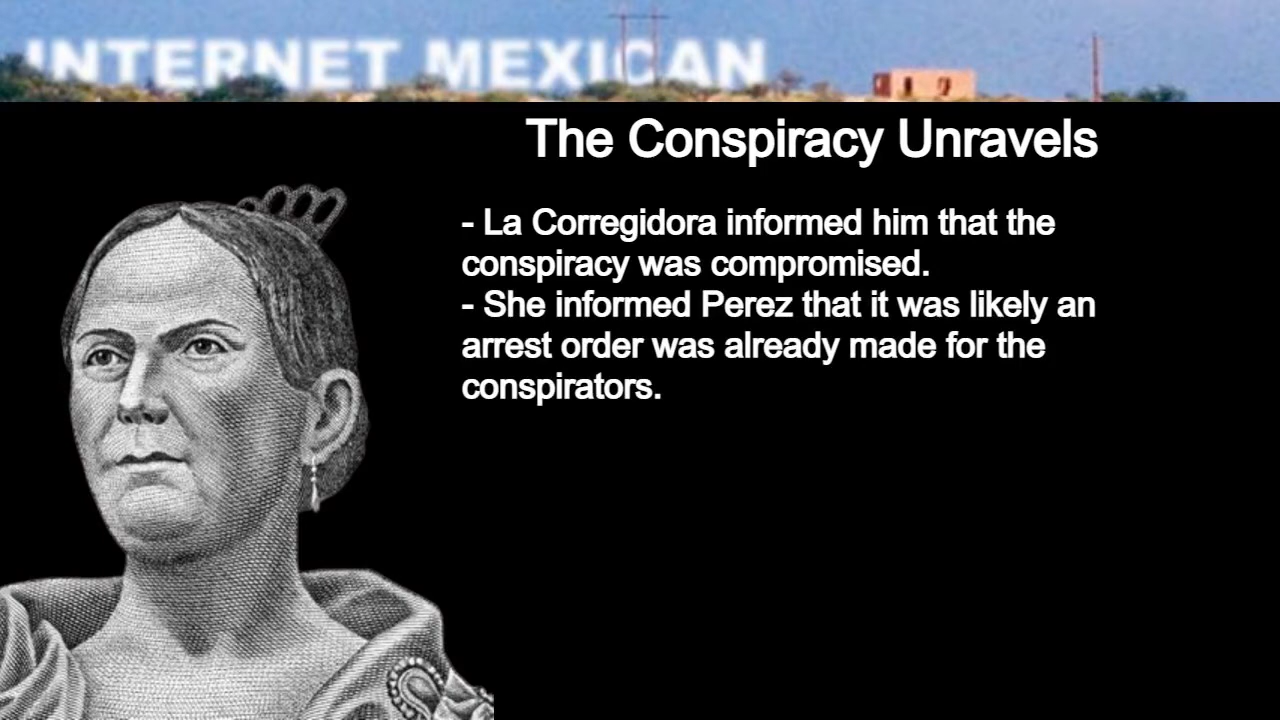 INTERNET MEXICAN
The Conspiracy Unravels
- La Corregidora informed him that the
conspiracy was compromised.
- She informed Perez that it was likely an
arrest order was already made for the
conspirators.